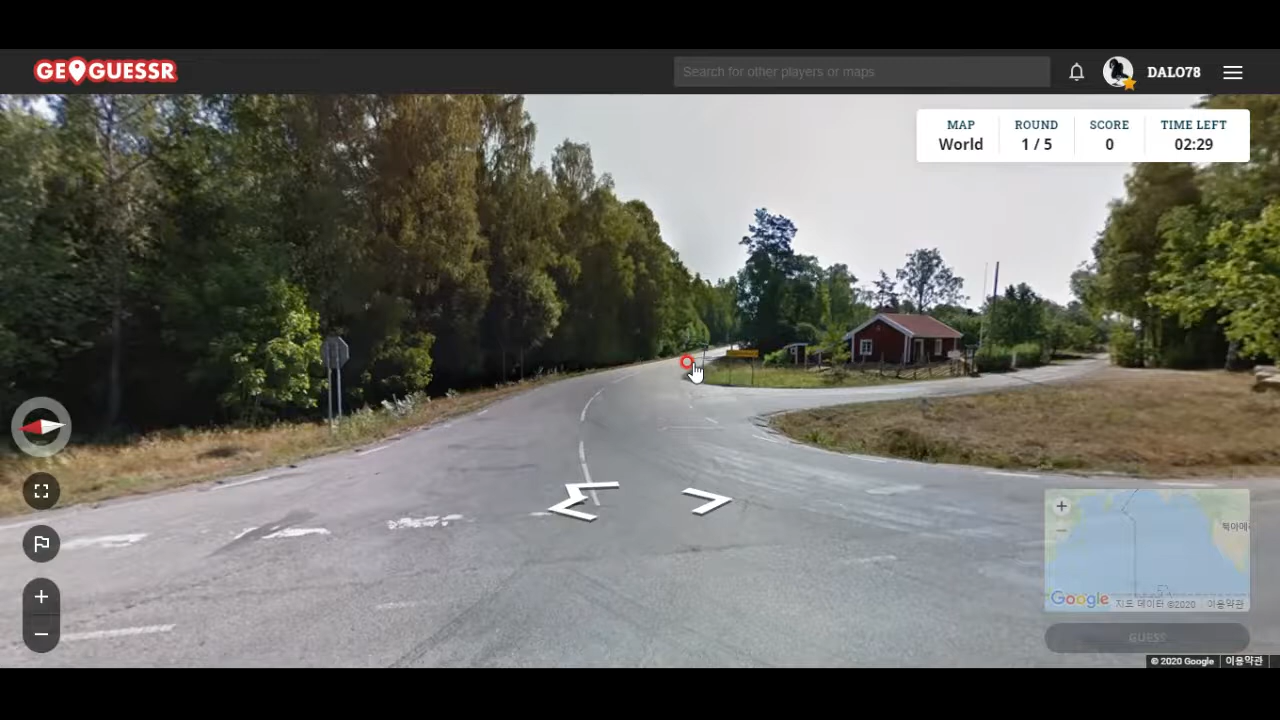 GEOGUESSR
Search for other players or maps
DALO78
MAP
ROUND
SCORE
TIME LEFT
World
1 / 5
0
02:29
Google
지도 데이터 ©2020
이용약관
GUESS
© 2020 Google
이용약관